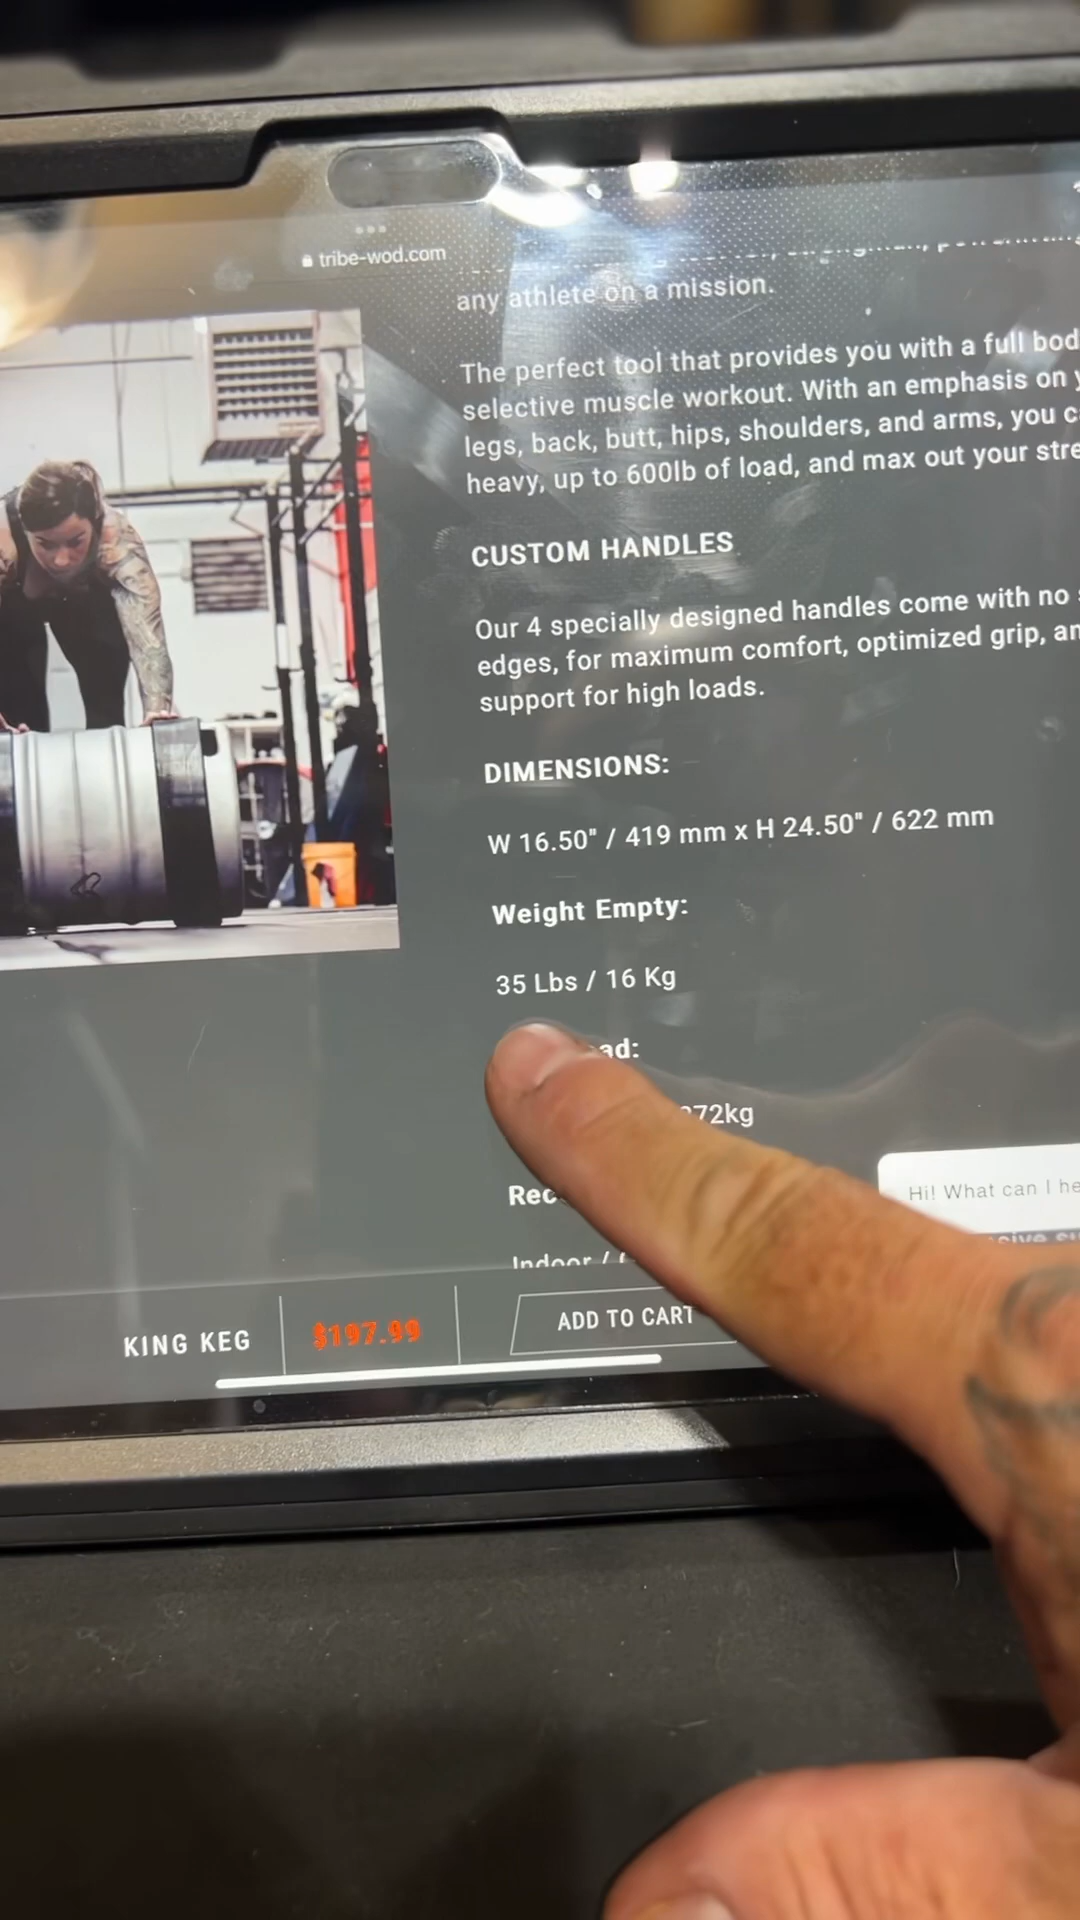 tribe-wod.com
any athlete on a mission.
The perfect tool that provides you with a full bod
selective muscle workout. With an emphasis on y
legs, back, butt, hips, shoulders, and arms, you c
heavy, up to 600lb of load, and max out your stre
CUSTOM HANDLES
Our 4 specially designed handles come with no
edges, for maximum comfort, optimized grip, an
support for high loads.
DIMENSIONS:
W 16.50" / 419 mm x H 24.50" / 622 mm
Weight Empty:
35 Lbs / 16 Kg
ad:
72kg
Rec
Hi! What can I he
Indoor /
KING KEG
$197.99
ADD TO CART